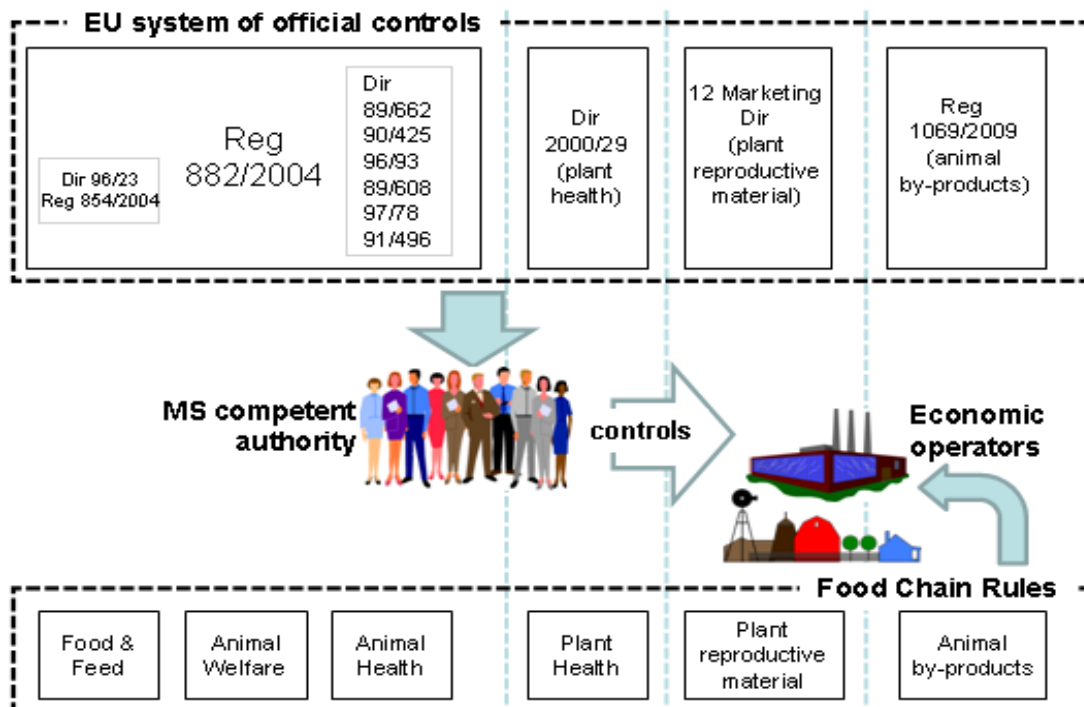 EU system of official controls
Dir 96/23
Reg 854/2004
Reg
882/2004
Dir
89/662
90/425
96/93
89/608
97/78
91/496
Dir
2000/29
(plant
health)
12 Marketing
Dir
(plant
reproductive
material)
Reg
1069/2009
(animal
by-products)
MS competent
authority
controls
Economic
operators
Food Chain Rules
Food &
Feed
Animal
Welfare
Animal
Health
Plant
Health
Plant
reproductive
material
Animal
by-products